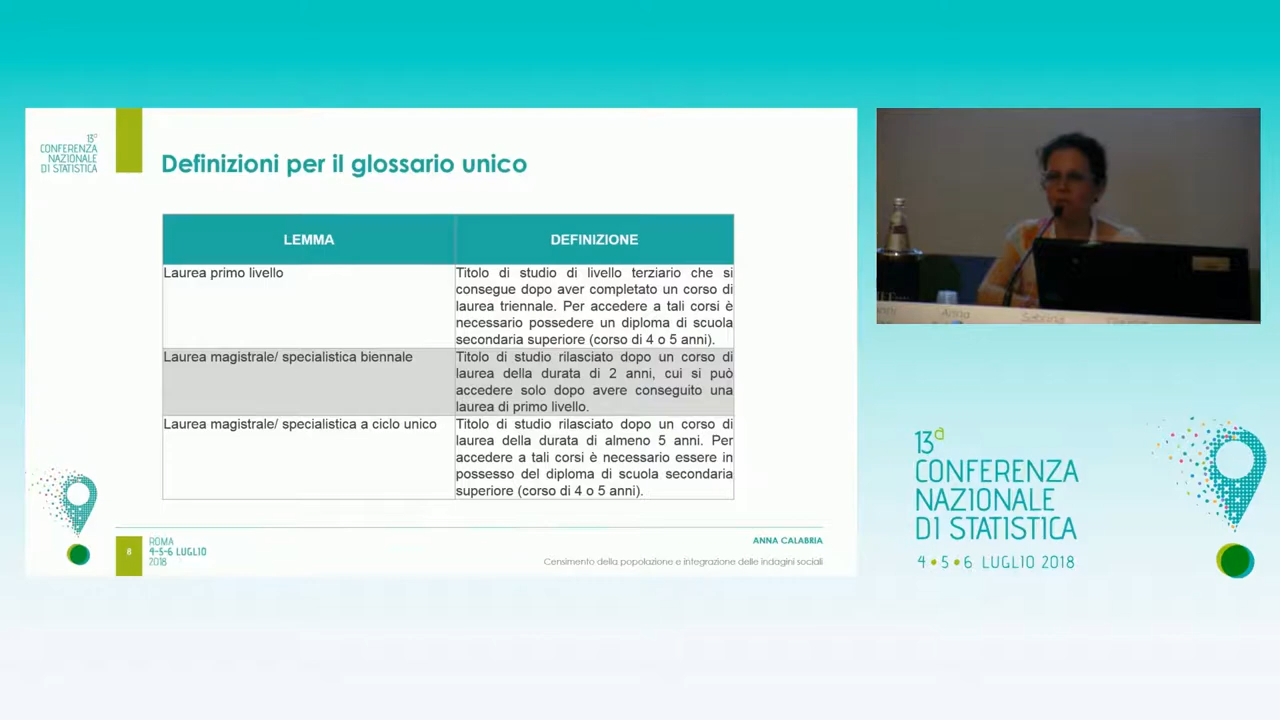 13ª
CONFERENZA
NAZIONALE
DI STATISTICA
Definizioni per il glossario unico
LEMMA
DEFINIZIONE
Laurea primo livello
Titolo di studio di livello terziario che si
consegue dopo aver completato un corso di
laurea triennale. Per accedere a tali corsi è
necessario possedere un diploma di scuola
secondaria superiore (corso di 4 o 5 anni).
Laurea magistrale/ specialistica biennale
Titolo di studio rilasciato dopo un corso di
laurea della durata di 2 anni, cui si può
accedere solo dopo avere conseguito una
laurea di primo livello.
Laurea magistrale/ specialistica a ciclo unico
Titolo di studio rilasciato dopo un corso di
laurea della durata di almeno 5 anni. Per
accedere a tali corsi è necessario essere in
possesso del diploma di scuola secondaria
superiore (corso di 4 o 5 anni).
8
ROMA
4-5-6 LUGLIO
2018
ANNA CALABRIA
Censimento della popolazione e integrazione delle indagini sociali
Anna
Sabrina
13ª
CONFERENZA
NAZIONALE
DI STATISTICA
4 • 5 • 6 LUGLIO 2018